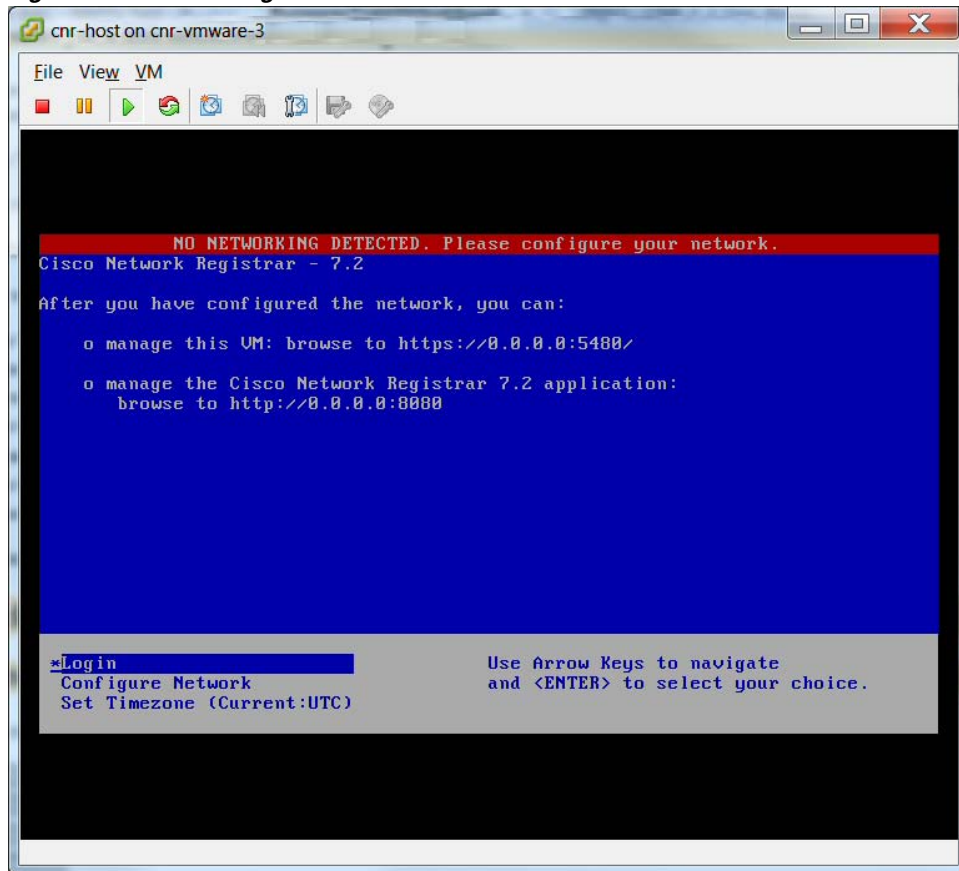 cnr-host on cnr-vmware-3
File View VM
NO NETWORKING DETECTED. Please configure your network.
Cisco Network Registrar - 7.2
After you have configured the network, you can:
o manage this VM: browse to https://0.0.0.0:5480/
o manage the Cisco Network Registrar 7.2 application:
browse to http://0.0.0.0:8080
*Login
Configure Network
Set Timezone (Current:UTC)
Use Arrow Keys to navigate
and <ENTER> to select your choice.